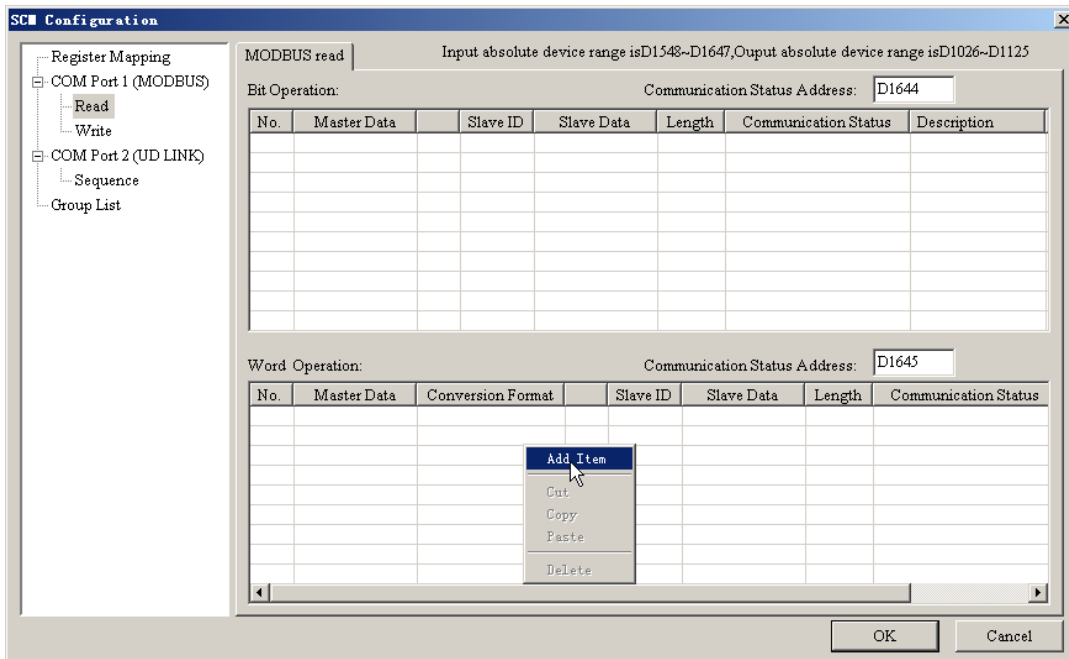 SCM Configuration
Register Mapping
COM Port 1 (MODBUS)
Read
Write
COM Port 2 (UD LINK)
Sequence
Group List
MODBUS read
Input absolute device range isD1548~D1647,Ouput absolute device range isD1026~D1125
Bit Operation:
Communication Status Address: D1644
No. Master Data Slave ID Slave Data Length Communication Status Description
Word Operation:
Communication Status Address: D1645
No. Master Data Conversion Format Slave ID Slave Data Length Communication Status
Add Item
Cut
Copy
Paste
Delete
OK Cancel